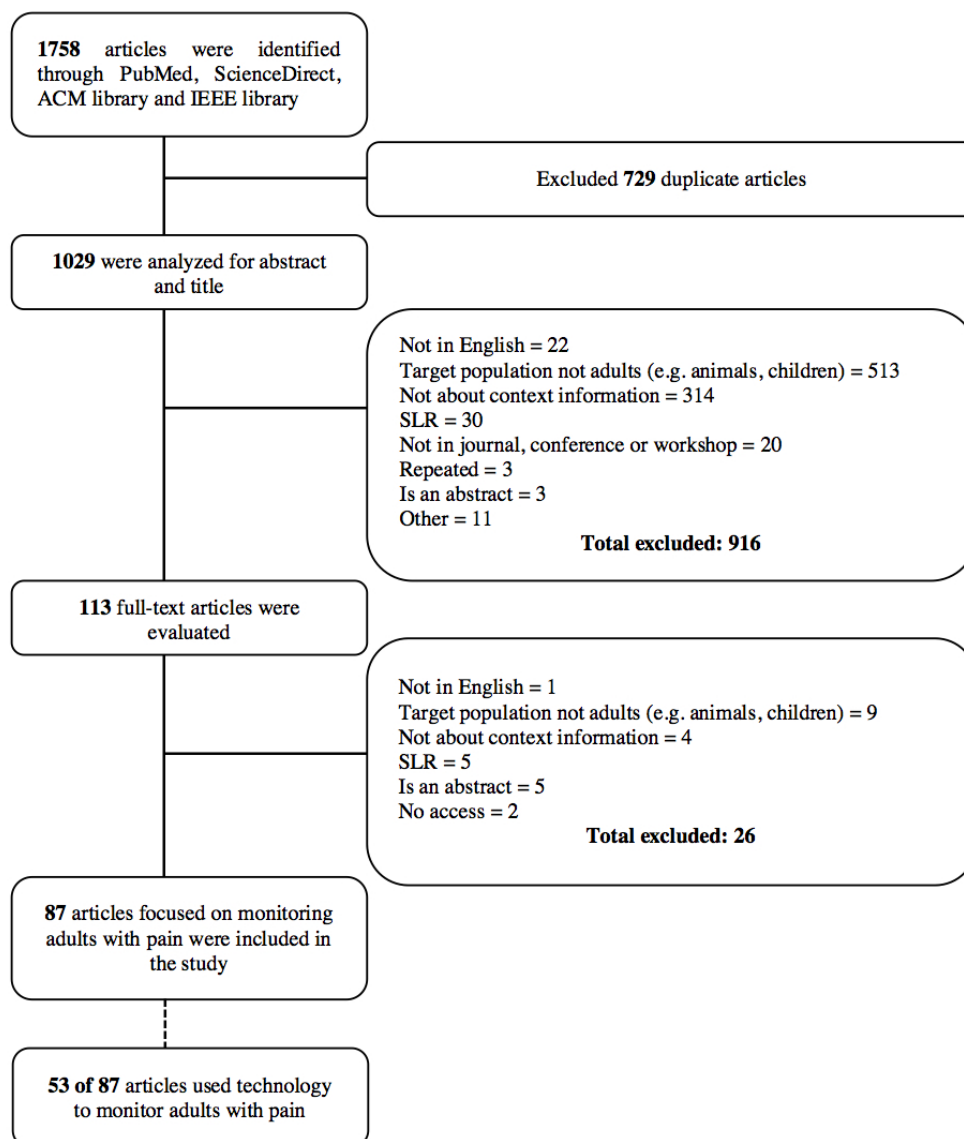 1758 articles were identified
through PubMed, ScienceDirect,
ACM library and IEEE library
Excluded 729 duplicate articles
1029 were analyzed for abstract
and title
Not in English = 22
Target population not adults (e.g. animals, children) = 513
Not about context information = 314
SLR = 30
Not in journal, conference or workshop = 20
Repeated = 3
Is an abstract = 3
Other = 11
Total excluded: 916
113 full-text articles were
evaluated
Not in English = 1
Target population not adults (e.g. animals, children) = 9
Not about context information = 4
SLR = 5
Is an abstract = 5
No access = 2
Total excluded: 26
87 articles focused on monitoring
adults with pain were included in
the study
53 of 87 articles used technology
to monitor adults with pain